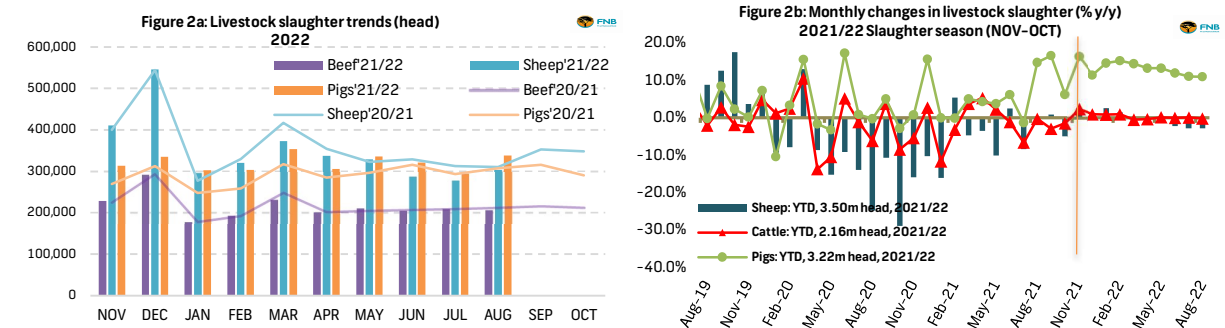 Figure 2a: Livestock slaughter trends (head)
2022
FNB
600,000
500,000
400,000
300,000
200,000
100,000
0
Beef'21/22
Sheep'21/22
Pigs'21/22
Beef'20/21
Sheep'20/21
Pigs'20/21
NOV DEC JAN FEB MAR APR MAY JUN JUL AUG SEP OCT
Figure 2b: Monthly changes in livestock slaughter (% y/y)
2021/22 Slaughter season (NOV-OCT)
FNB
20.0%
10.0%
0.0%
-10.0%
-20.0%
-30.0%
-40.0%
Sheep: YTD, 3.50m head, 2021/22
Cattle: YTD, 2.16m head, 2021/22
Pigs: YTD, 3.22m head, 2021/22
Aug-19 Nov-19 Feb-20 May-20 Aug-20 Nov-20 Feb-21 May-21 Aug-21 Nov-21 Feb-22 May-22 Aug-22